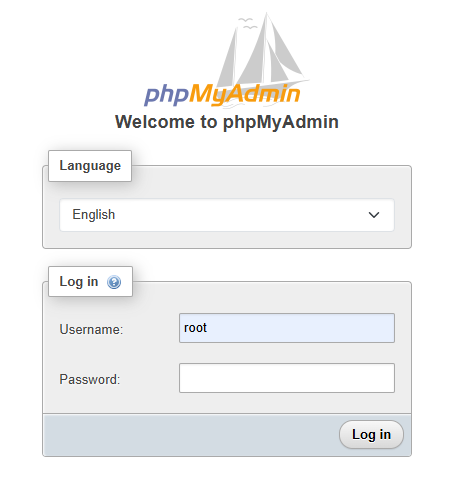 phpMyAdmin
Welcome to phpMyAdmin
Language
English
Log in
Username:
root
Password:
Log in